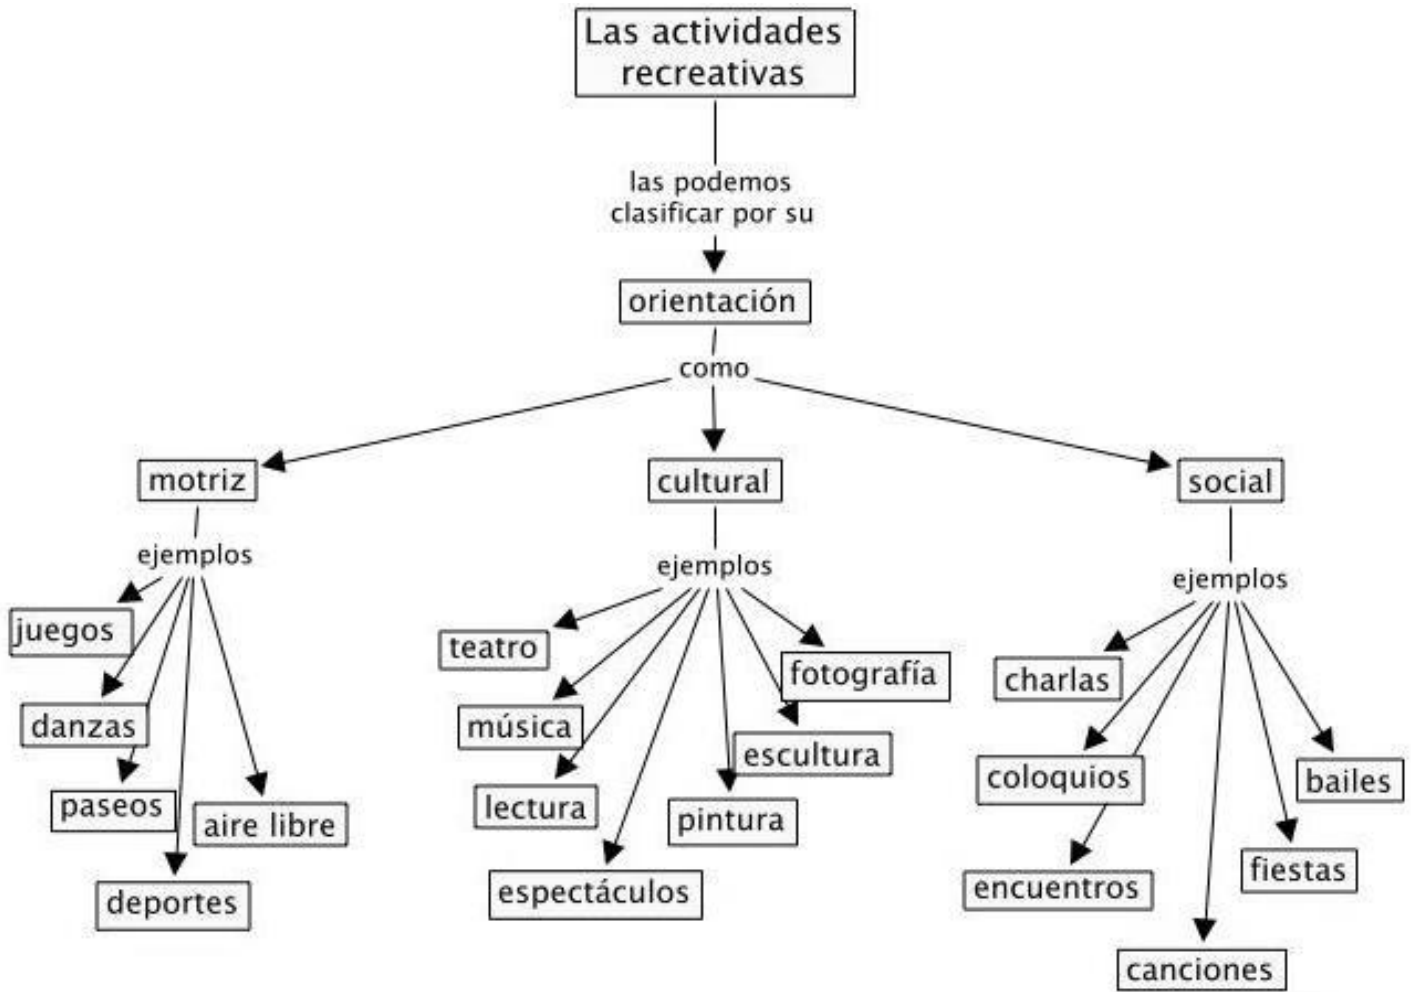 Las actividades
recreativas
las podemos
clasificar por su
orientación
como
motriz
cultural
social
ejemplos
ejemplos
ejemplos
juegos
teatro
fotografía
charlas
danzas
música
escultura
coloquios
bailes
paseos
aire libre
lectura
pintura
fiestas
deportes
espectáculos
encuentros
canciones